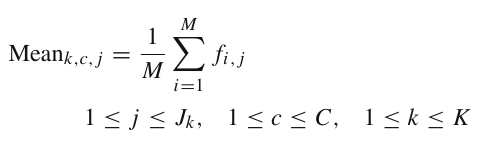 Mean_{k,c,j} = \frac{1}{M} \sum_{i=1}^{M} f_{i,j}
1 ≤ j ≤ J_k, 1 ≤ c ≤ C, 1 ≤ k ≤ K